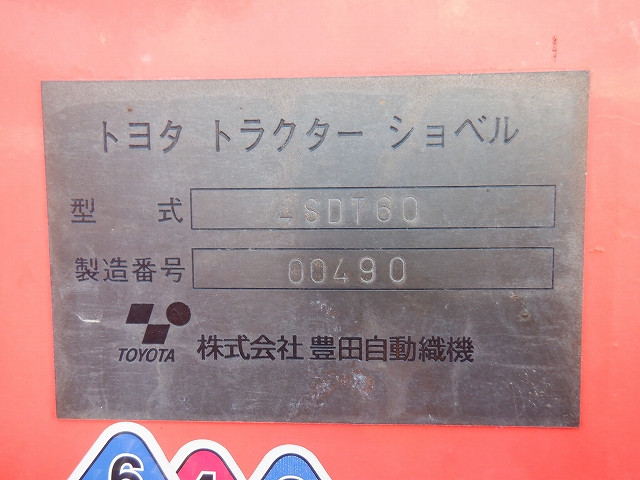 トヨタ トラクター ショベル
型式 4SDT60
製造番号 00490
TOYOTA 株式会社 豊田自動織機
6